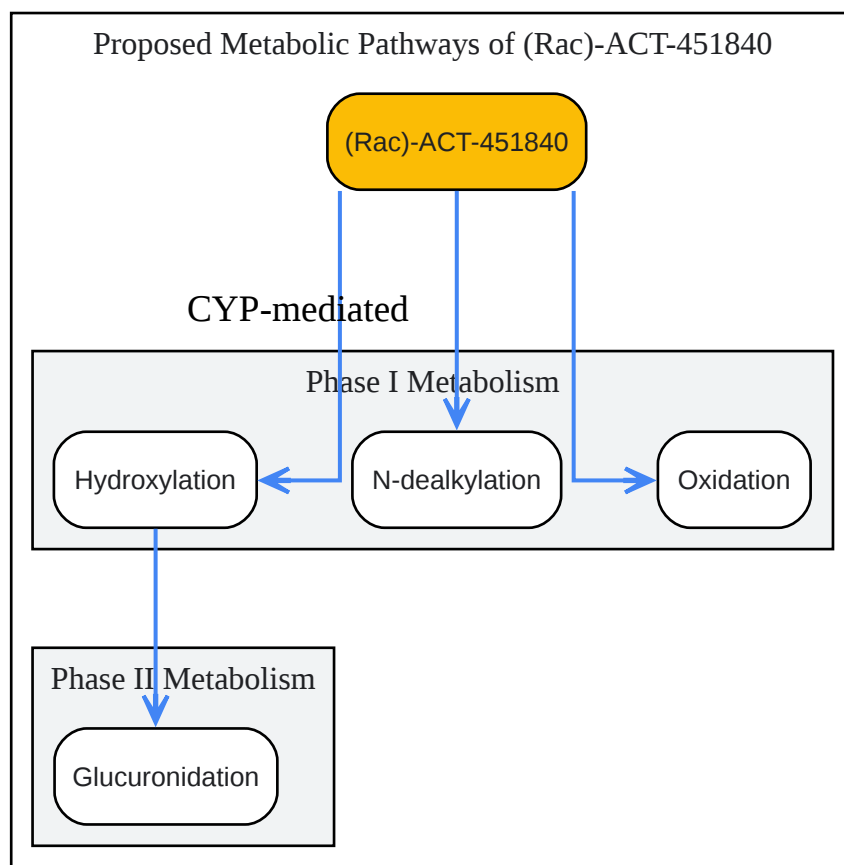 Proposed Metabolic Pathways of (Rac)-ACT-451840
(Rac)-ACT-451840
CYP-mediated
Phase I Metabolism
Hydroxylation
N-dealkylation
Oxidation
Phase II Metabolism
Glucuronidation